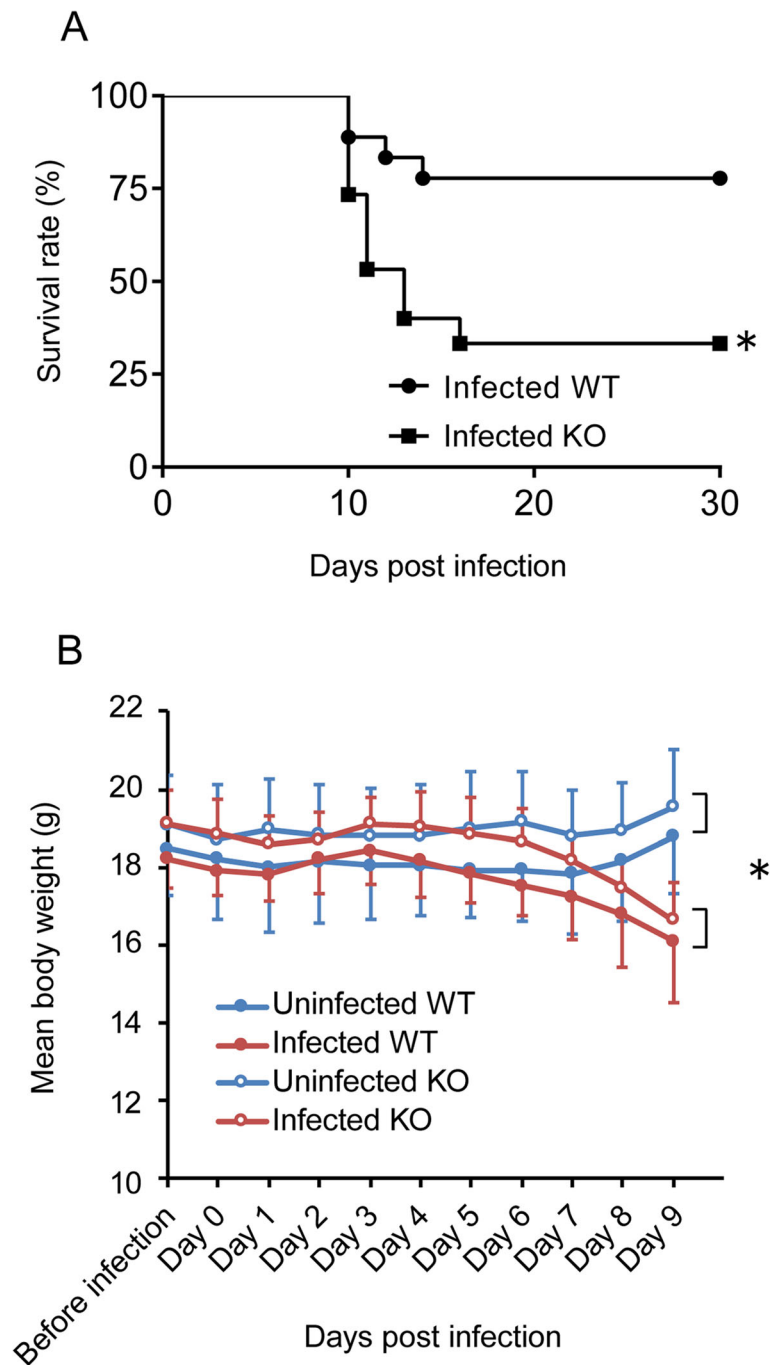 A
100
75
50
25
0
Survival rate (%)
Infected WT
Infected KO
*
0 10 20 30
Days post infection
B
22
20
18
16
14
12
10
Mean body weight (g)
*
Uninfected WT
Infected WT
Uninfected KO
Infected KO
Before infection Day 0 Day 1 Day 2 Day 3 Day 4 Day 5 Day 6 Day 7 Day 8 Day 9
Days post infection